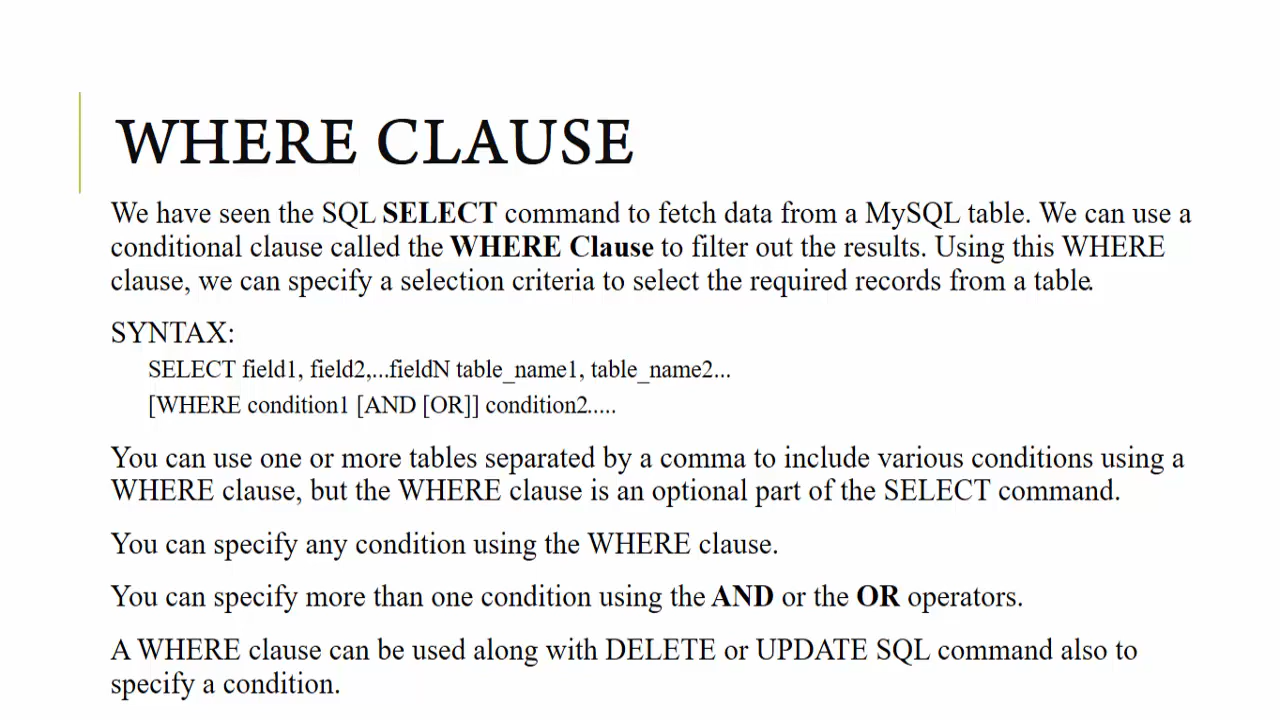 WHERE CLAUSE
We have seen the SQL SELECT command to fetch data from a MySQL table. We can use a
conditional clause called the WHERE Clause to filter out the results. Using this WHERE
clause, we can specify a selection criteria to select the required records from a table.
SYNTAX:
SELECT field1, field2,...fieldN table_name1, table_name2...
[WHERE condition1 [AND [OR]] condition2.....
You can use one or more tables separated by a comma to include various conditions using a
WHERE clause, but the WHERE clause is an optional part of the SELECT command.
You can specify any condition using the WHERE clause.
You can specify more than one condition using the AND or the OR operators.
A WHERE clause can be used along with DELETE or UPDATE SQL command also to
specify a condition.